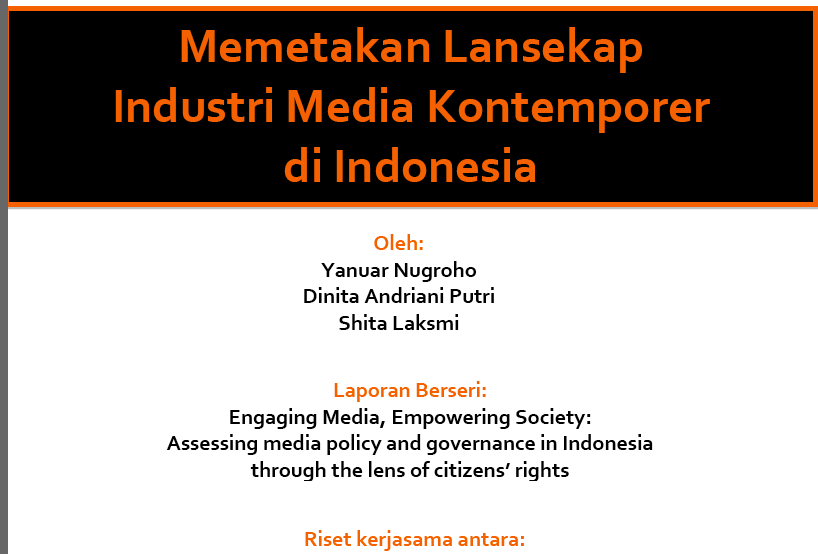 Memetakan Lansekap
Industri Media Kontemporer
di Indonesia
Oleh:
Yanuar Nugroho
Dinita Andriani Putri
Shita Laksmi
Laporan Berseri:
Engaging Media, Empowering Society:
Assessing media policy and governance in Indonesia
through the lens of citizens’ rights
Riset kerjasama antara: